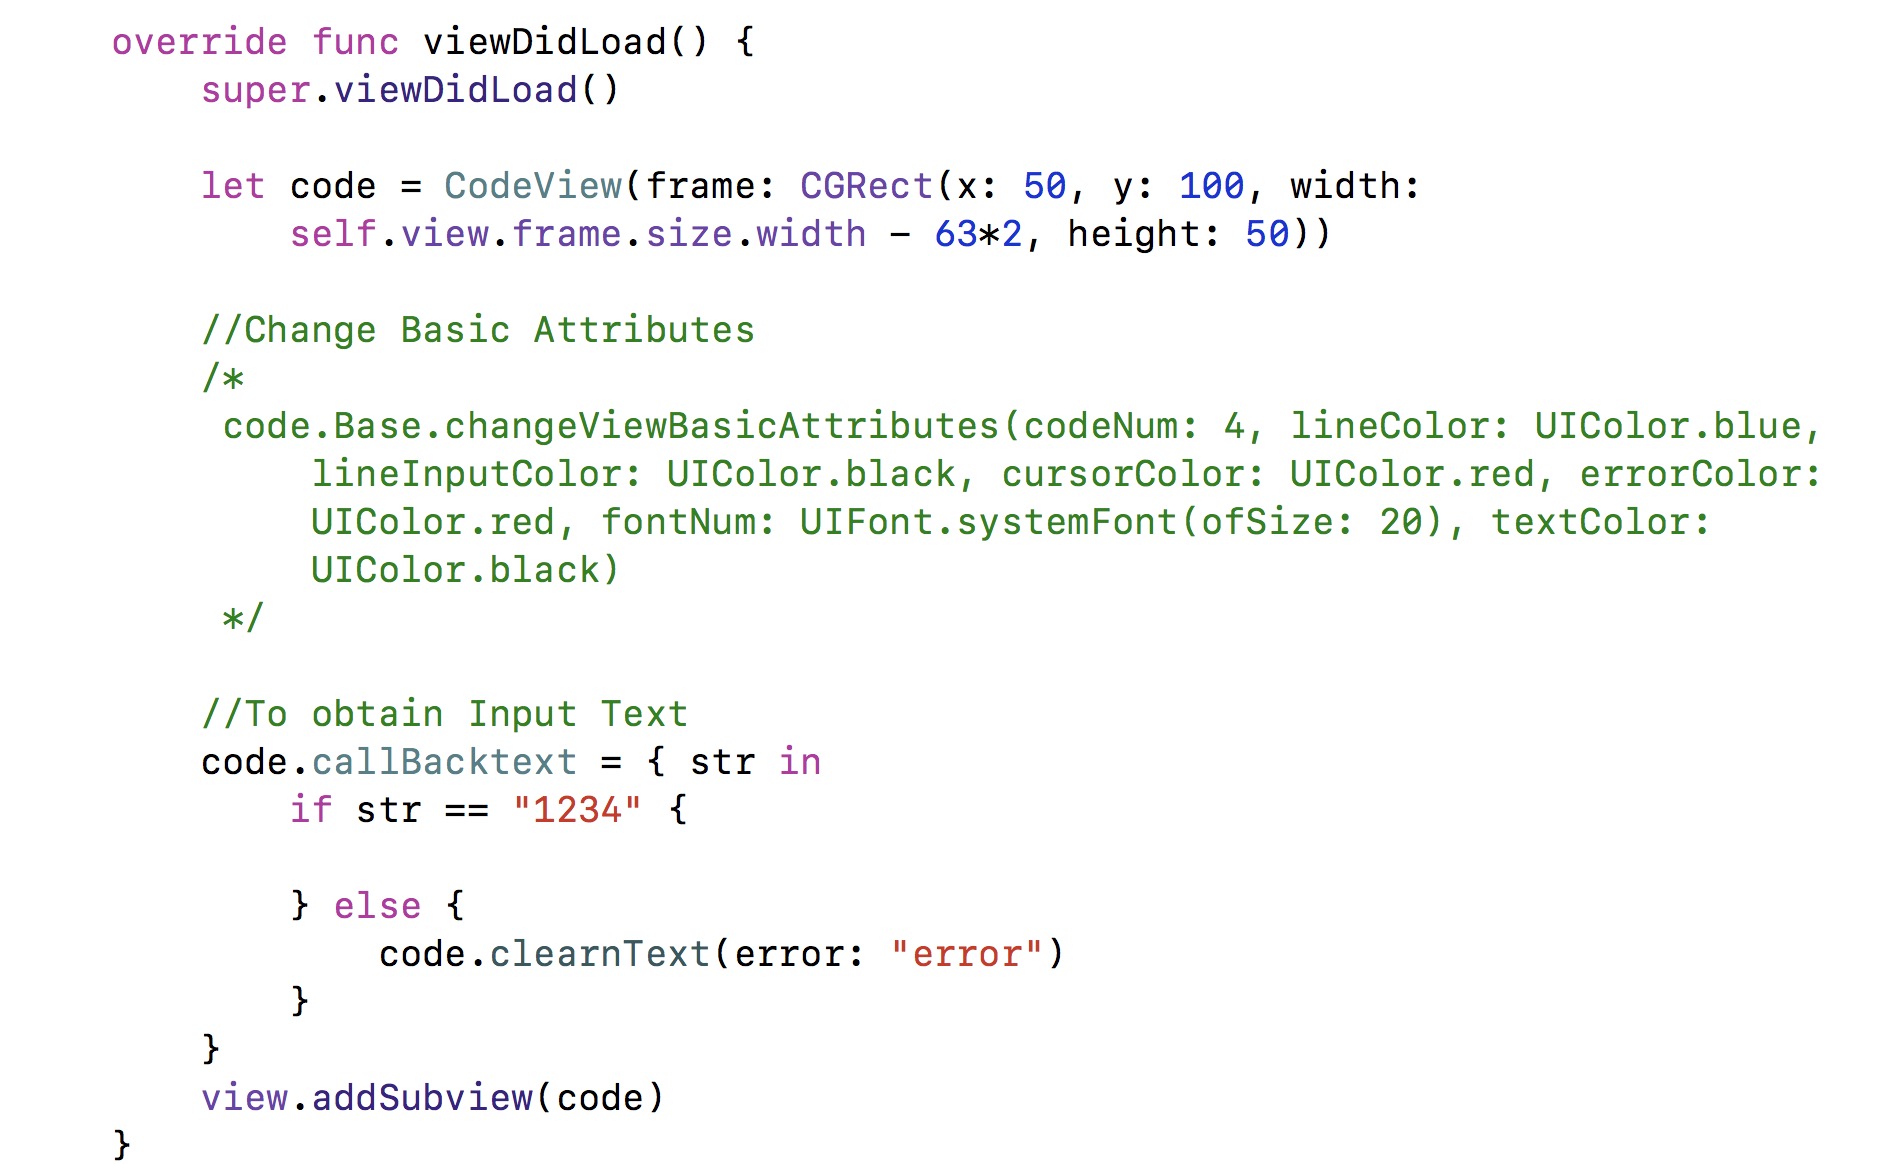 override func viewDidLoad() {
super.viewDidLoad()
let code = CodeView(frame: CGRect(x: 50, y: 100, width:
self.view.frame.size.width - 63*2, height: 50))
//Change Basic Attributes
/*
code.Base.changeViewBasicAttributes(codeNum: 4, lineColor: UIColor.blue,
lineInputColor: UIColor.black, cursorColor: UIColor.red, errorColor:
UIColor.red, fontNum: UIFont.systemFont(ofSize: 20), textColor:
UIColor.black)
*/
//To obtain Input Text
code.callBacktext = { str in
if str == "1234" {
} else {
code.clearnText(error: "error")
}
}
view.addSubview(code)
}